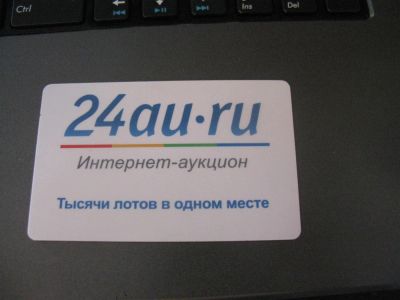 Ctrl
Ins
Del
24au.ru
Интернет-аукцион
Тысячи лотов в одном месте